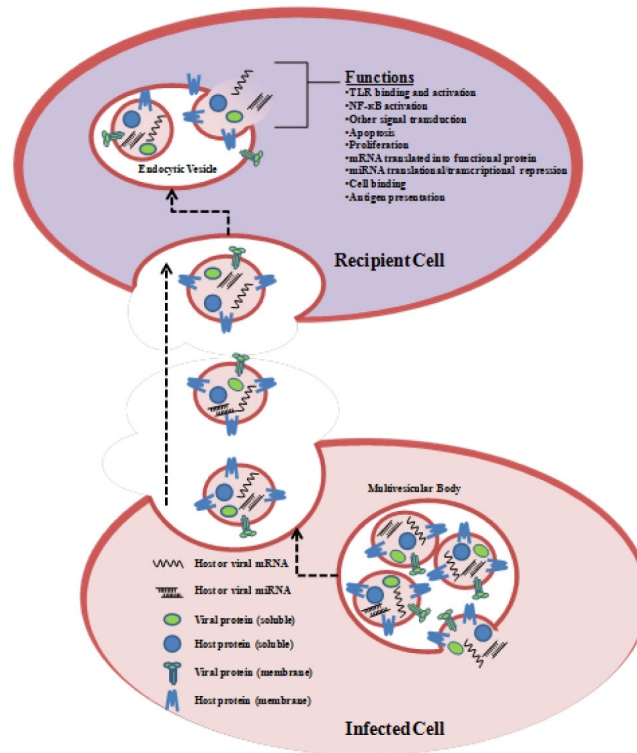 Functions
•TLR binding and activation
•NF-κB activation
•Other signal transduction
•Apoptosis
•Proliferation
•mRNA translated into functional protein
•miRNA translational/transcriptional repression
•Cell binding
•Antigen presentation
Endocytic Vesicle
Recipient Cell
Multivesicular Body
Host or viral mRNA
Host or viral miRNA
Viral protein (soluble)
Host protein (soluble)
Viral protein (membrane)
Host protein (membrane)
Infected Cell